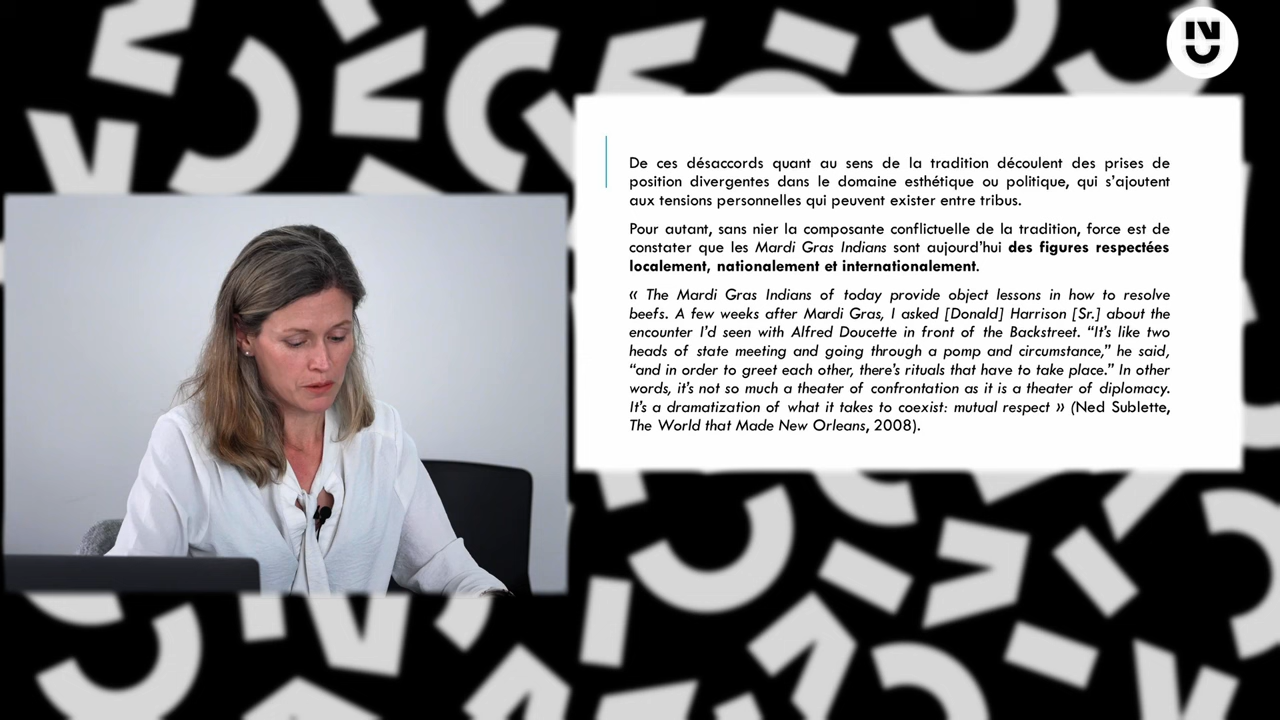 De ces désaccords quant au sens de la tradition découlent des prises de
position divergentes dans le domaine esthétique ou politique, qui s'ajoutent
aux tensions personnelles qui peuvent exister entre tribus.
Pour autant, sans nier la composante conflictuelle de la tradition, force est de
constater que les Mardi Gras Indians sont aujourd'hui des figures respectées
localement, nationalement et internationalement.
« The Mardi Gras Indians of today provide object lessons in how to resolve
beefs. A few weeks after Mardi Gras, I asked [Donald] Harrison [Sr.] about the
encounter I'd seen with Alfred Doucette in front of the Backstreet. “It's like two
heads of state meeting and going through a pomp and circumstance,” he said,
“and in order to greet each other, there's rituals that have to take place.” In other
words, it's not so much a theater of confrontation as it is a theater of diplomacy.
It's a dramatization of what it takes to coexist: mutual respect » (Ned Sublette,
The World that Made New Orleans, 2008).